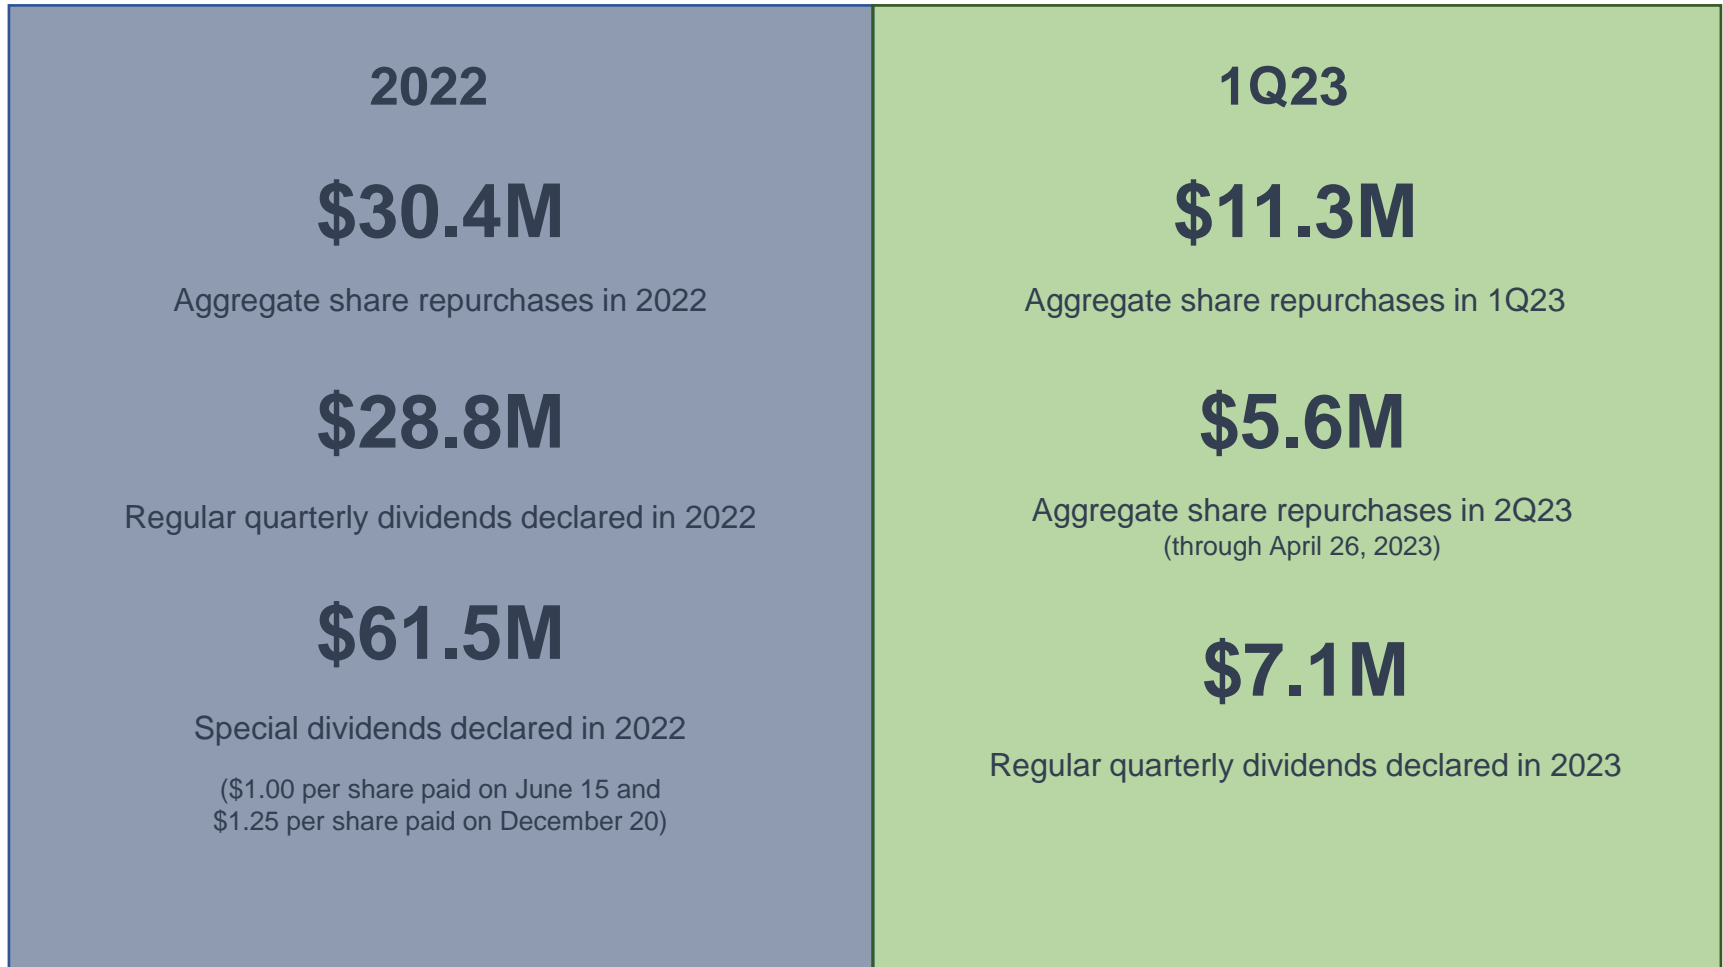 2022
$30.4M
Aggregate share repurchases in 2022
$28.8M
Regular quarterly dividends declared in 2022
$61.5M
Special dividends declared in 2022
($1.00 per share paid on June 15 and
$1.25 per share paid on December 20)
1Q23
$11.3M
Aggregate share repurchases in 1Q23
$5.6M
Aggregate share repurchases in 2Q23
(through April 26, 2023)
$7.1M
Regular quarterly dividends declared in 2023